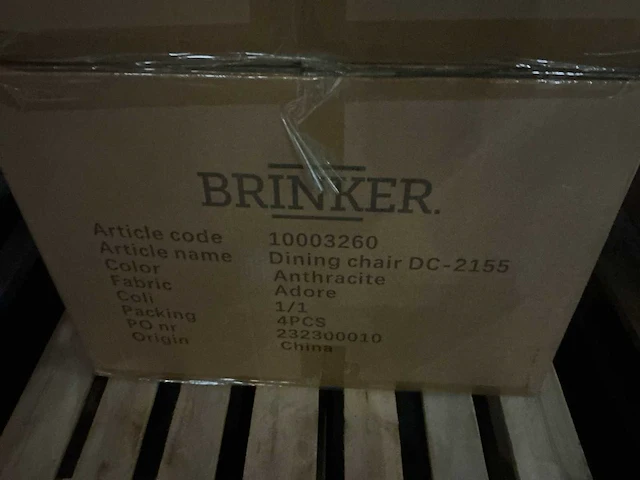 BRINKER.
Article code 10003260
Article name Dining chair DC-2155
Color Anthracite
Fabric Adore
Coli 1/1
Packing 4PCS
PO nr 232300010
Origin China